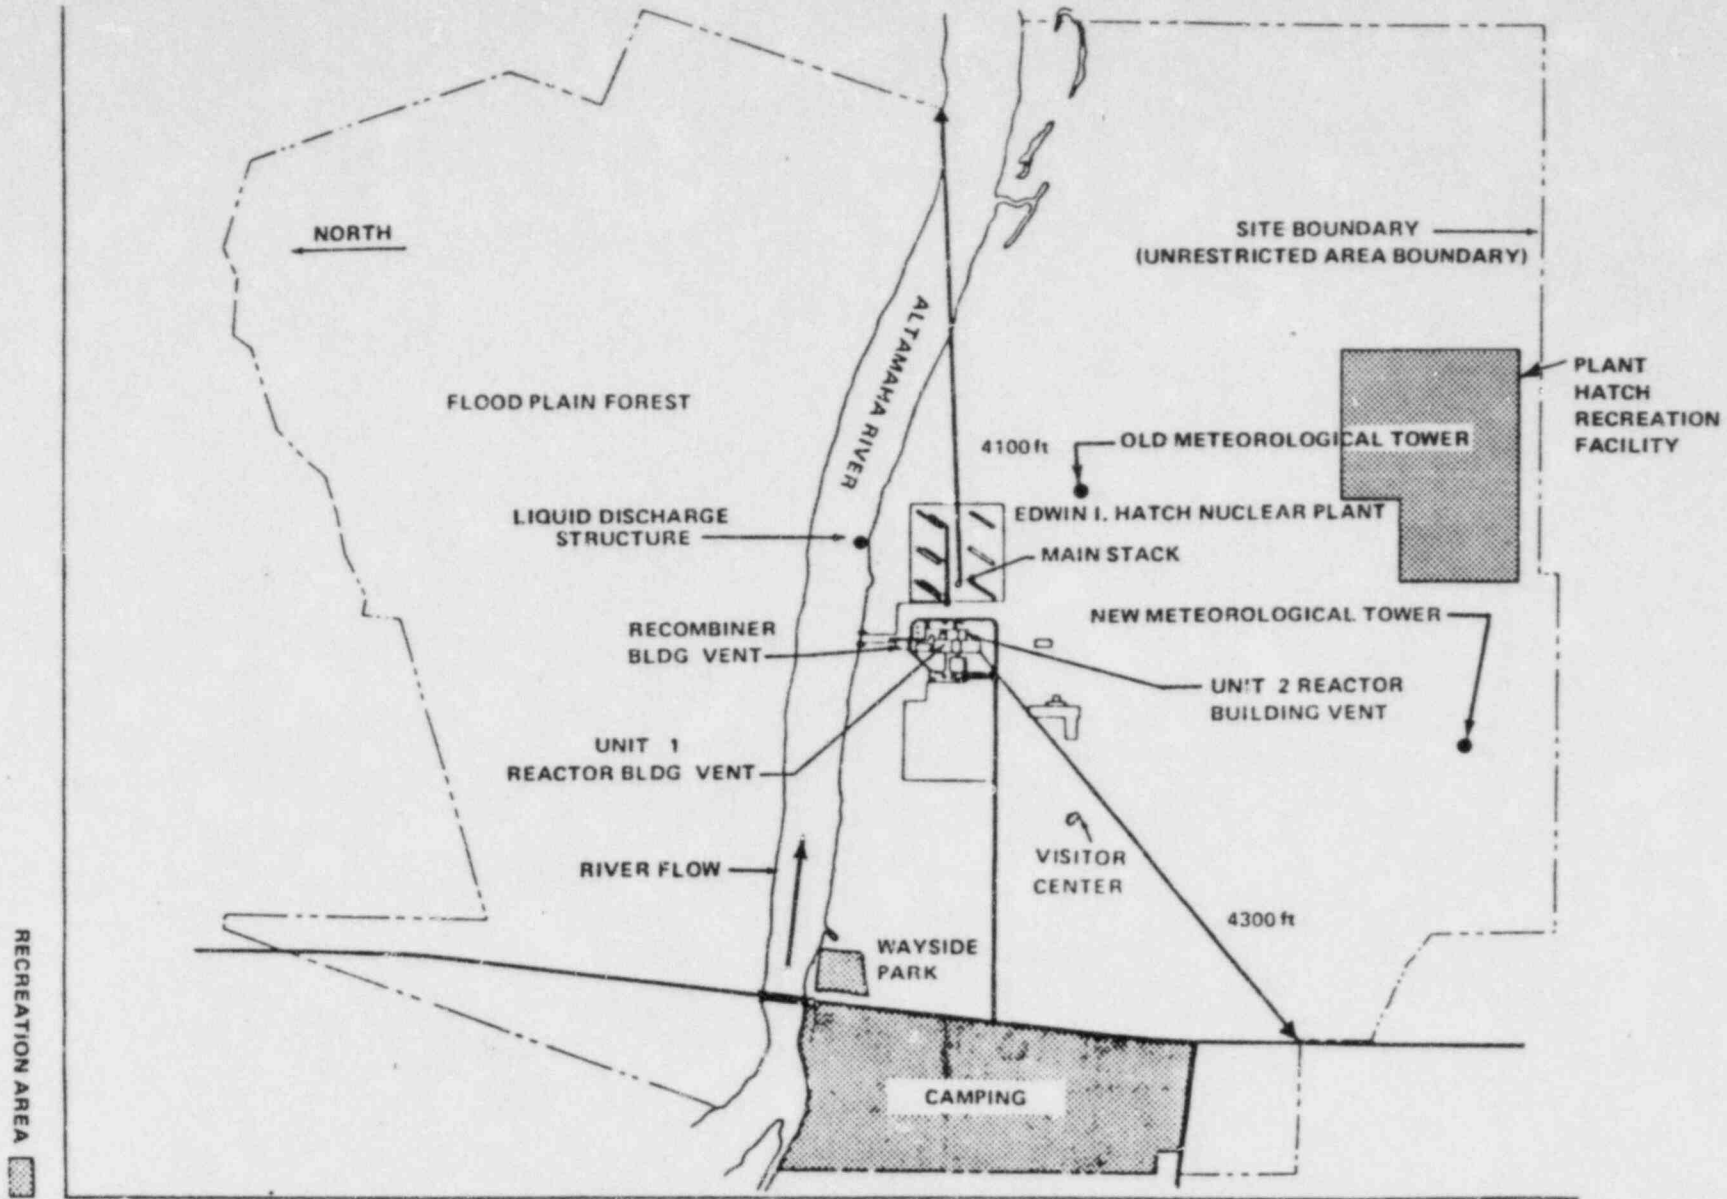 NORTH
SITE BOUNDARY
(UNRESTRICTED AREA BOUNDARY)
ALTAMAHA RIVER
PLANT
HATCH
RECREATION
FACILITY
FLOOD PLAIN FOREST
4100 ft
OLD METEOROLOGICAL TOWER
LIQUID DISCHARGE
STRUCTURE
EDWIN I. HATCH NUCLEAR PLANT
MAIN STACK
NEW METEOROLOGICAL TOWER
RECOMBINER
BLDG VENT
UNIT 2 REACTOR
BUILDING VENT
UNIT 1
REACTOR BLDG VENT
RIVER FLOW
VISITOR
CENTER
4300 ft
WAYSIDE
PARK
CAMPING
RECREATION AREA